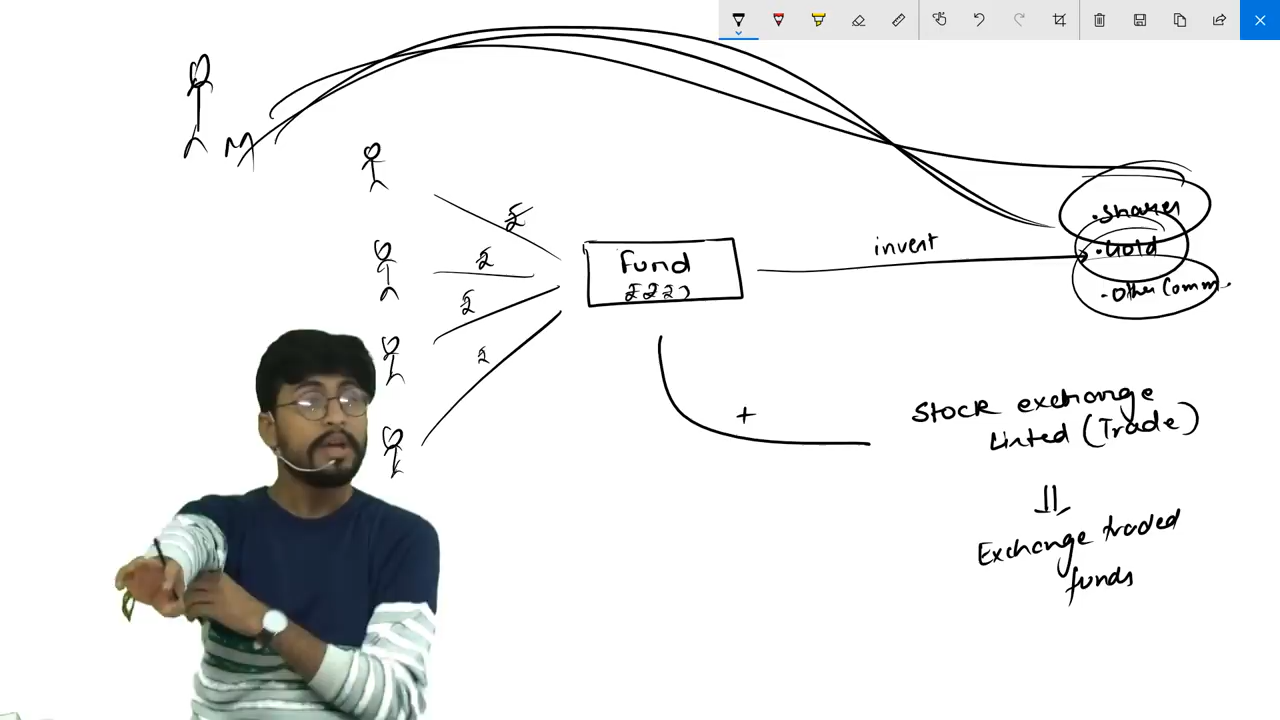 ₹
₹
₹
₹
Fund
₹₹₹
invest
• Shares
• Gold
• Other Comm
+
Stock exchange
Listed (Trade)
Exchange traded
funds